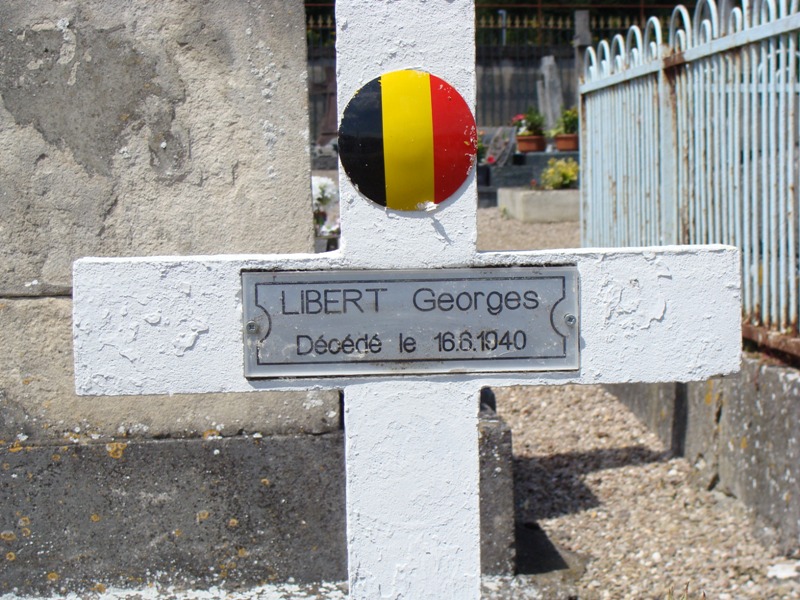 LIBERT Georges
Décédé le 16.6.1940